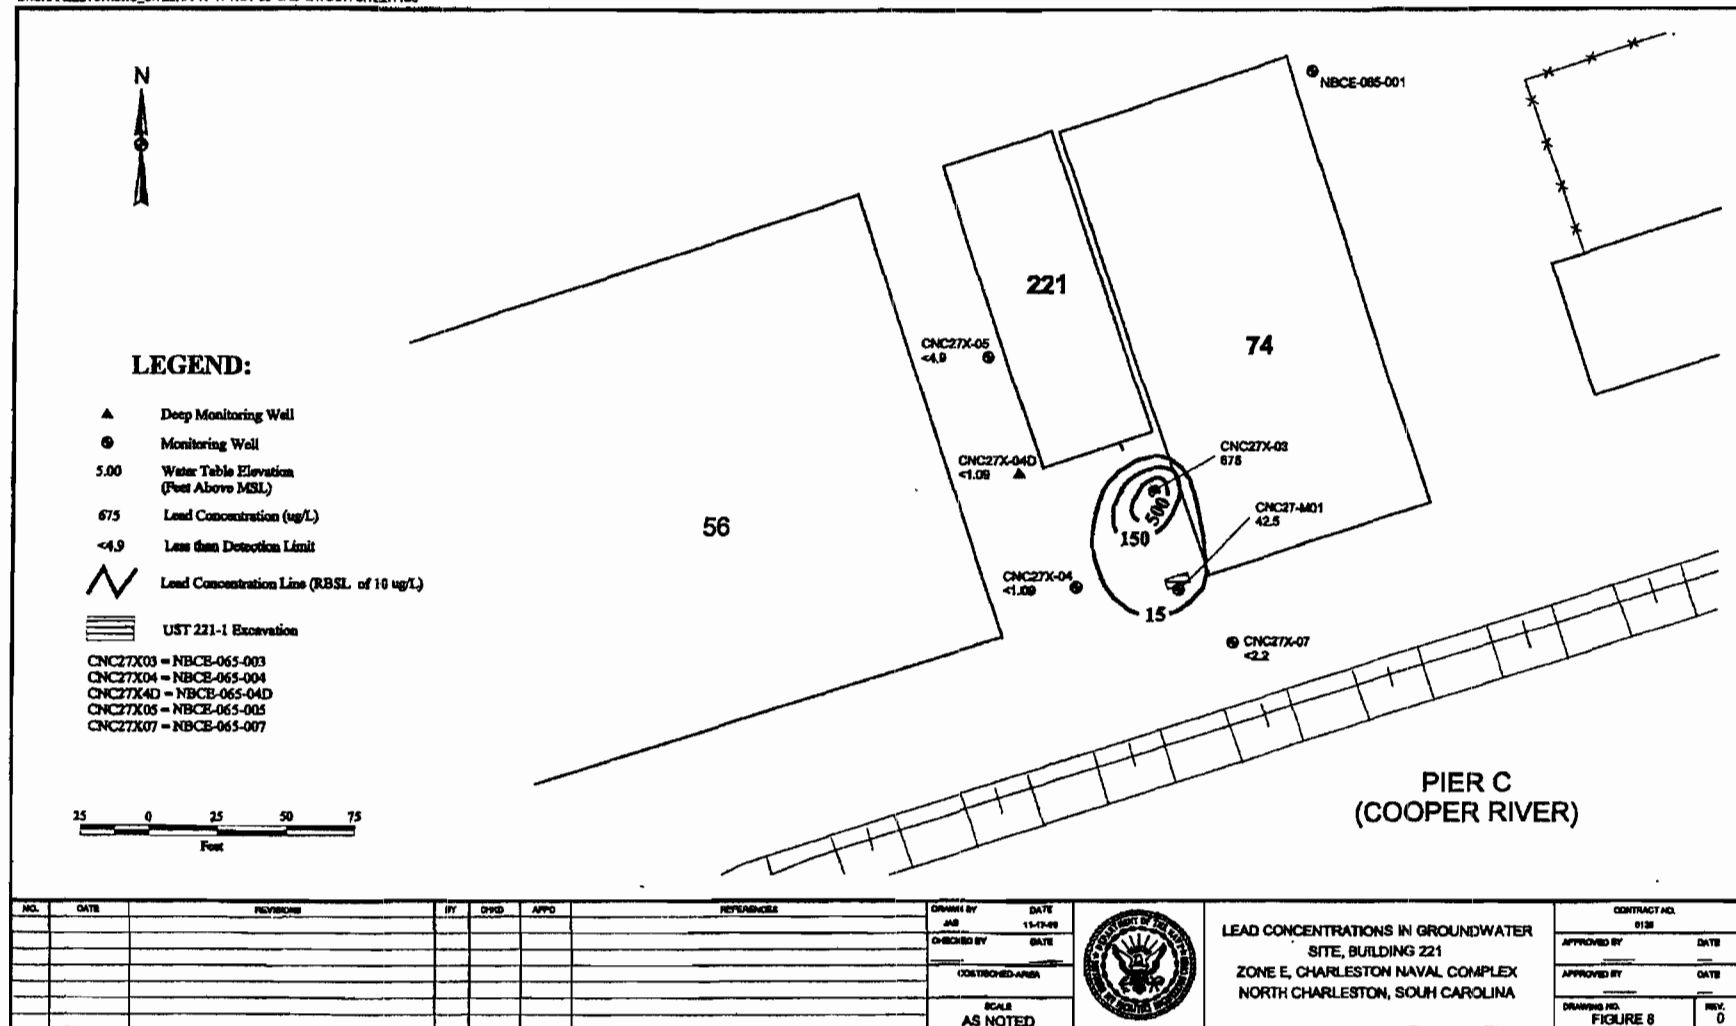 N
NBCE-065-001
221
74
56
CNC27X-05
<4.9
CNC27X-04D
<1.09
CNC27X-03
675
CNC27-M01
42.5
500
150
15
CNC27X-04
<1.09
CNC27X-07
<2.2
LEGEND:
Deep Monitoring Well
Monitoring Well
5.00 Water Table Elevation
(Feet Above MSL)
675 Lead Concentration (ug/L)
<4.9 Less than Detection Limit
Lead Concentration Line (RBSL of 10 ug/L)
UST 221-1 Excavation
CNC27X03 = NBCE-065-003
CNC27X04 = NBCE-065-004
CNC27X4D = NBCE-065-04D
CNC27X05 = NBCE-065-005
CNC27X07 = NBCE-065-007
25 0 25 50 75
Feet
PIER C
(COOPER RIVER)
NO. DATE REVISIONS BY CHKD APPD REFERENCES
DRAWN BY DATE
JAB
CHECKED BY DATE
COST/SCHED-AREA
SCALE
AS NOTED
LEAD CONCENTRATIONS IN GROUNDWATER
SITE, BUILDING 221
ZONE E, CHARLESTON NAVAL COMPLEX
NORTH CHARLESTON, SOUH CAROLINA
CONTRACT NO.
APPROVED BY DATE
APPROVED BY DATE
DRAWING NO.
FIGURE 8
REV.
0